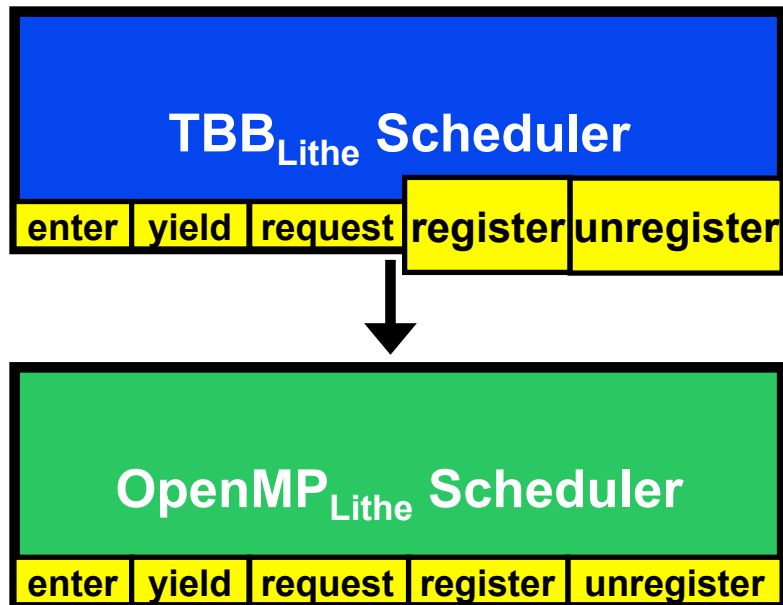 TBBLithe Scheduler
enter yield request register unregister
OpenMPLithe Scheduler
enter yield request register unregister